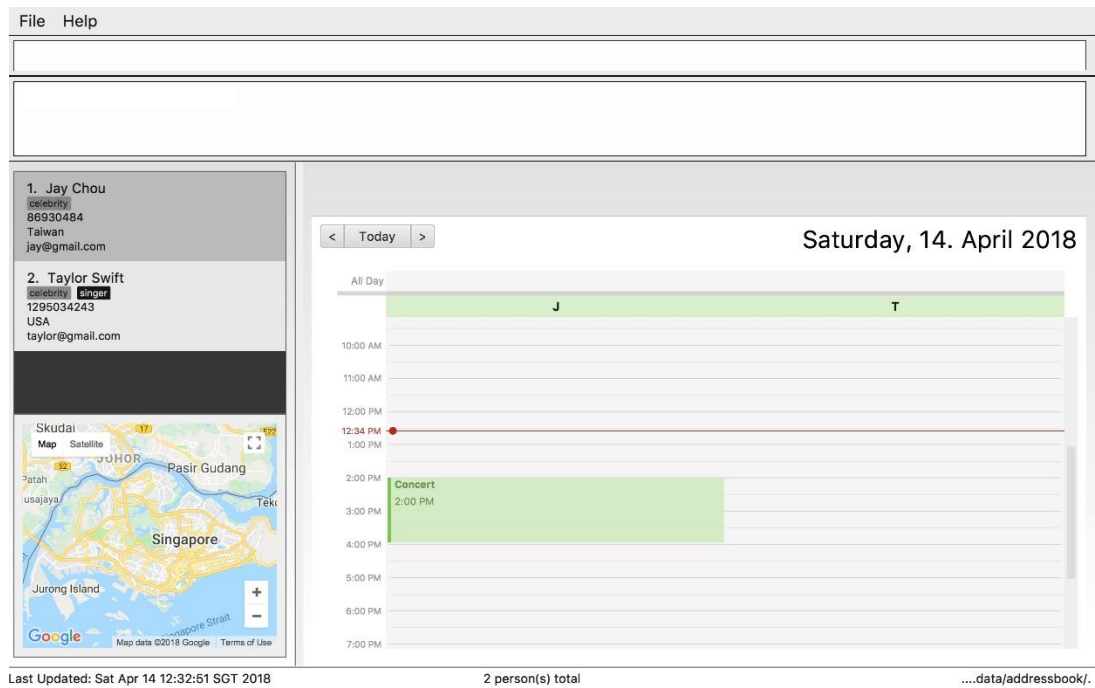 File Help
1. Jay Chou
celebrity
86930484
Taiwan
jay@gmail.com
2. Taylor Swift
celebrity singer
1295034243
USA
taylor@gmail.com
Skudai 17
Map Satellite
JOHOR
52
Pasir Gudang
Patah
usajaya
Singapore
Jurong Island
+
−
Google
Map data ©2018 Google Terms of Use
< Today >
Saturday, 14. April 2018
All Day
J T
10:00 AM
11:00 AM
12:00 PM
12:34 PM
1:00 PM
2:00 PM
Concert
2:00 PM
3:00 PM
4:00 PM
5:00 PM
6:00 PM
7:00 PM
Last Updated: Sat Apr 14 12:32:51 SGT 2018 2 person(s) total ....data/addressbook/.